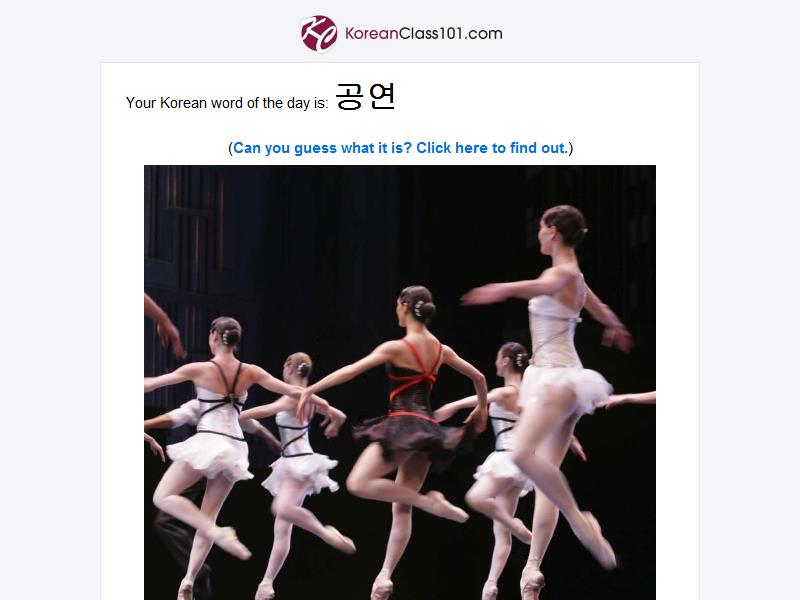 KC KoreanClass101.com
Your Korean word of the day is: 공연
(Can you guess what it is? Click here to find out.)